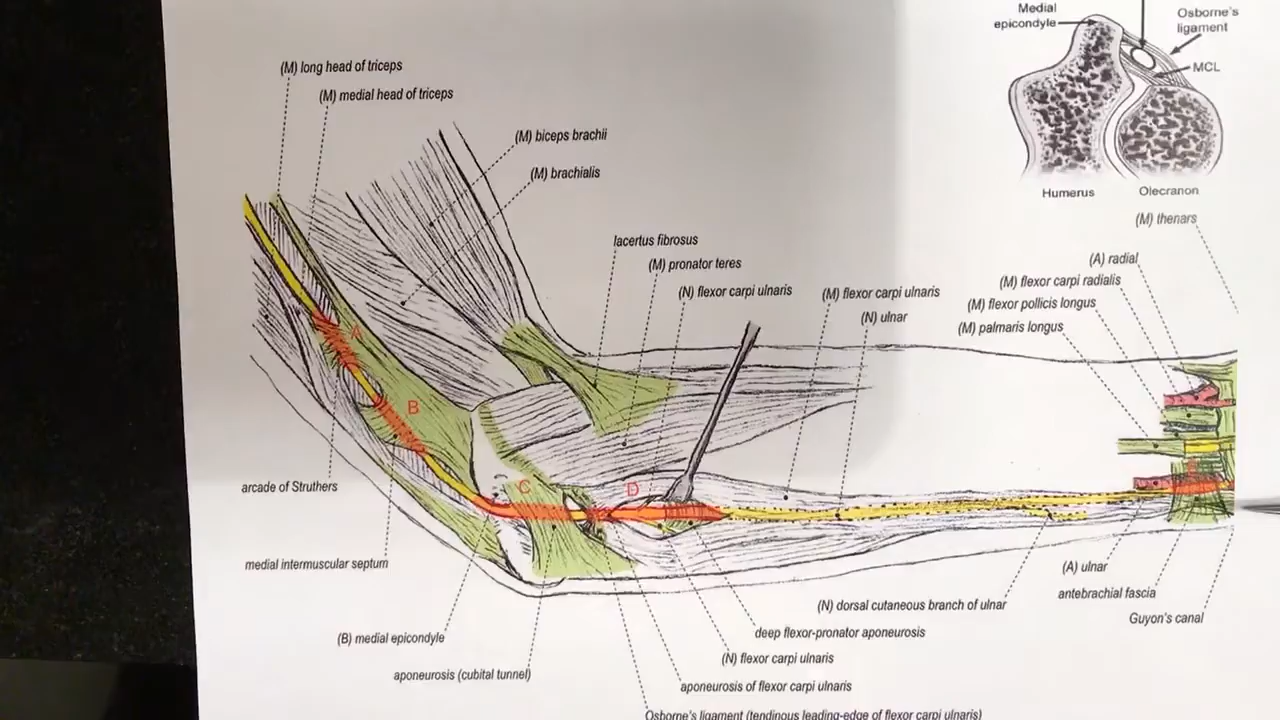 Medial
epicondyle
Osborne's
ligament
MCL
Humerus
Olecranon
(M) long head of triceps
(M) medial head of triceps
(M) biceps brachii
(M) brachialis
lacertus fibrosus
(M) pronator teres
(N) flexor carpi ulnaris
(M) flexor carpi ulnaris
(N) ulnar
(M) thenars
(A) radial
(M) flexor carpi radialis
(M) flexor pollicis longus
(M) palmaris longus
A
B
C
D
E
arcade of Struthers
medial intermuscular septum
(B) medial epicondyle
aponeurosis (cubital tunnel)
(A) ulnar
antebrachial fascia
Guyon's canal
(N) dorsal cutaneous branch of ulnar
deep flexor-pronator aponeurosis
(N) flexor carpi ulnaris
aponeurosis of flexor carpi ulnaris
Osborne's ligament (tendinous leading-edge of flexor carpi ulnaris)